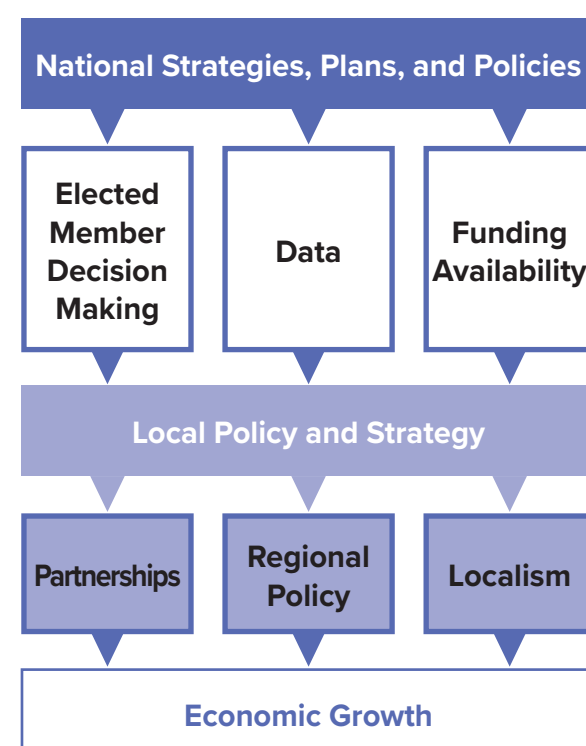 National Strategies, Plans, and Policies
Elected
Member
Decision
Making
Data
Funding
Availability
Local Policy and Strategy
Partnerships
Regional
Policy
Localism
Economic Growth